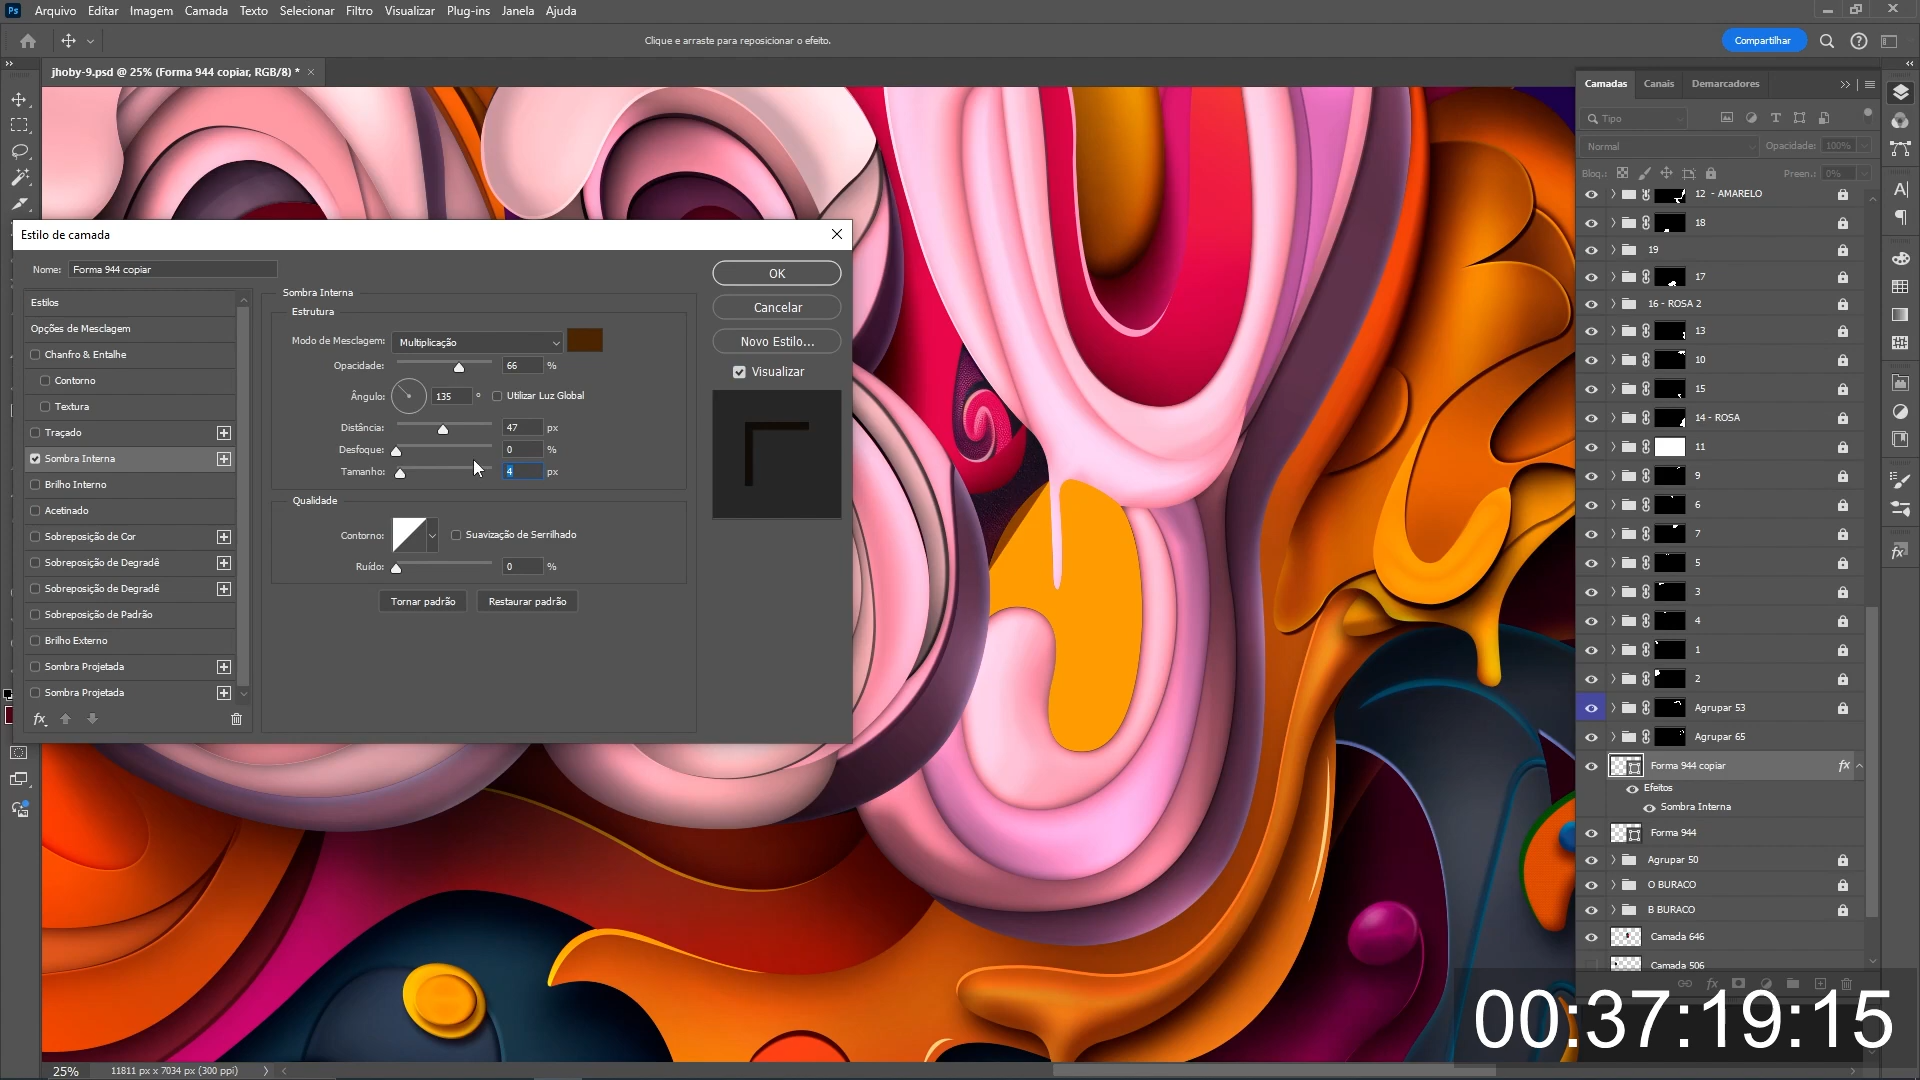 Ps Arquivo Editar Imagem Camada Texto Selecionar Filtro Visualizar Plug-ins Janela Ajuda
Clique e arraste para reposicionar o efeito.
Compartilhar
jhoby-9.psd @ 25% (Forma 944 copiar, RGB/8) *
Camadas Canais Demarcadores
Tipo
Normal Opacidade: 100%
Bloq.: Preen.: 0%
12 - AMARELO
18
19
17
16 - ROSA 2
13
10
15
14 - ROSA
11
9
6
7
5
3
4
1
2
Agrupar 53
Agrupar 65
Forma 944 copiar fx
Efeitos
Sombra Interna
Forma 944
Agrupar 50
O BURACO
B BURACO
Camada 646
Camada 506
Estilo de camada
Nome: Forma 944 copiar
Estilos
Opções de Mesclagem
Chanfro & Entalhe
Contorno
Textura
Traçado
Sombra Interna
Brilho Interno
Acetinado
Sobreposição de Cor
Sobreposição de Degradê
Sobreposição de Degradê
Sobreposição de Padrão
Brilho Externo
Sombra Projetada
Sombra Projetada
fx
Sombra Interna
Estrutura
Modo de Mesclagem: Multiplicação
Opacidade: 66 %
Ângulo: 135 ° Utilizar Luz Global
Distância: 47 px
Desfoque: 0 %
Tamanho: 4 px
Qualidade
Contorno: Suavização de Serrilhado
Ruído: 0 %
Tornar padrão Restaurar padrão
OK
Cancelar
Novo Estilo...
Visualizar
25% 11811 px x 7034 px (300 ppi)
00:37:19:15